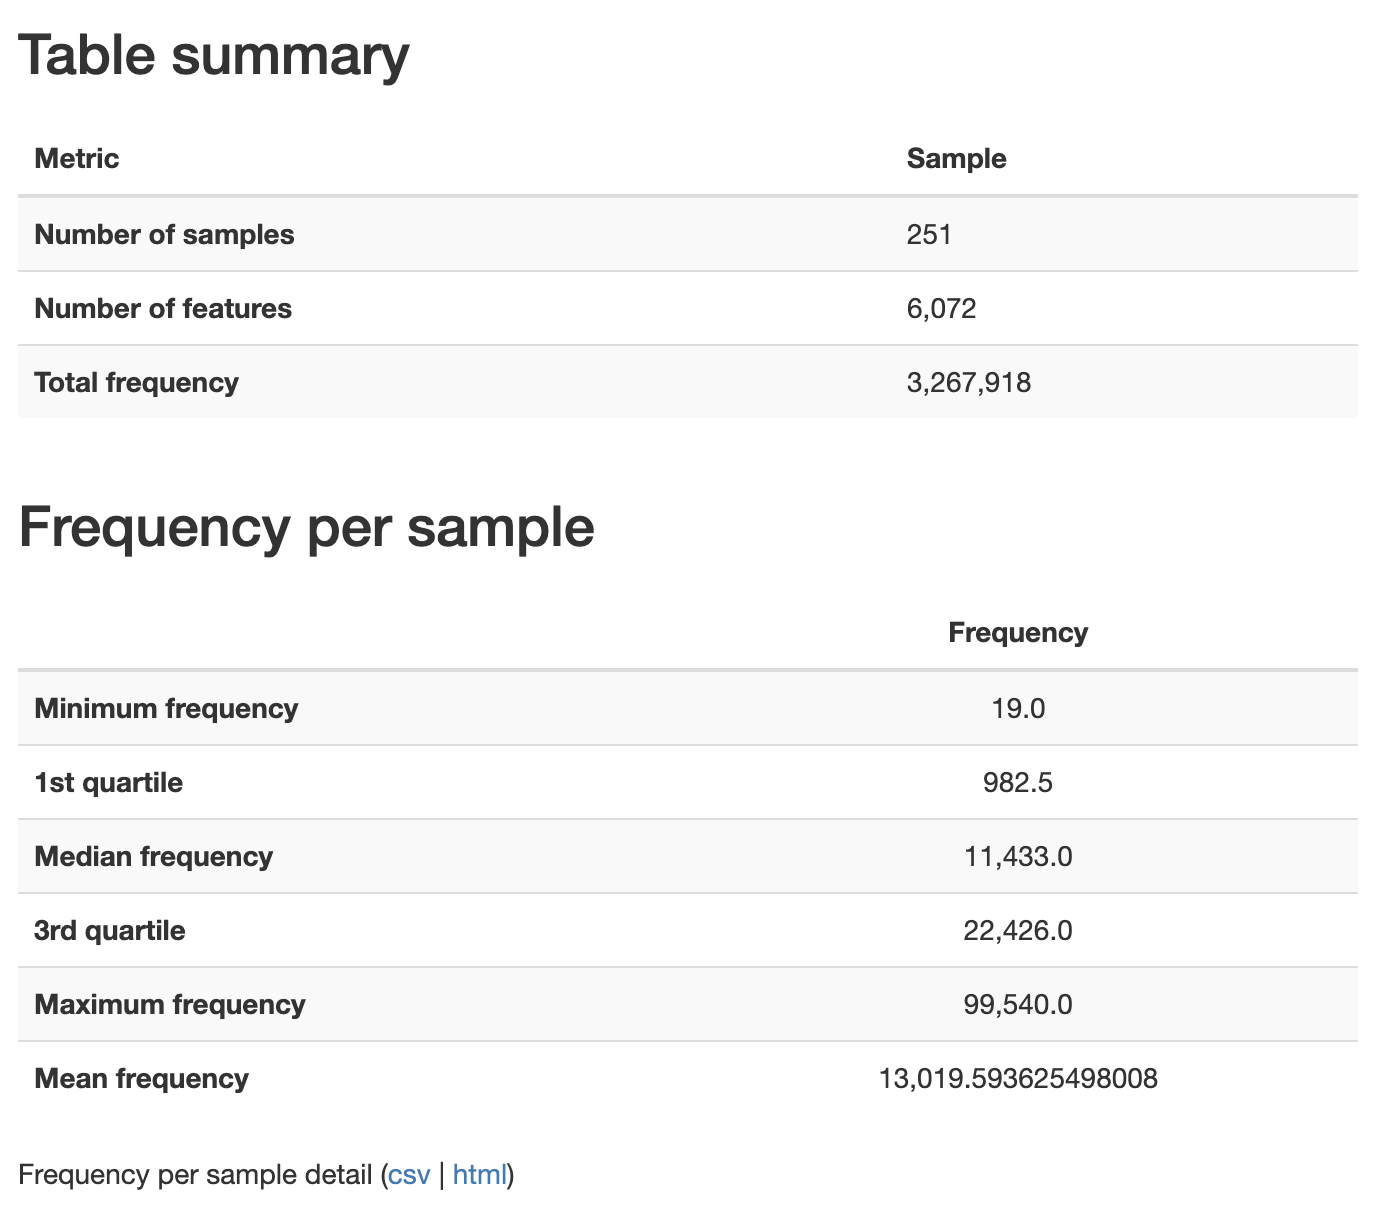 Table summary
Metric Sample
Number of samples 251
Number of features 6,072
Total frequency 3,267,918
Frequency per sample
Frequency
Minimum frequency 19.0
1st quartile 982.5
Median frequency 11,433.0
3rd quartile 22,426.0
Maximum frequency 99,540.0
Mean frequency 13,019.593625498008
Frequency per sample detail (csv | html)